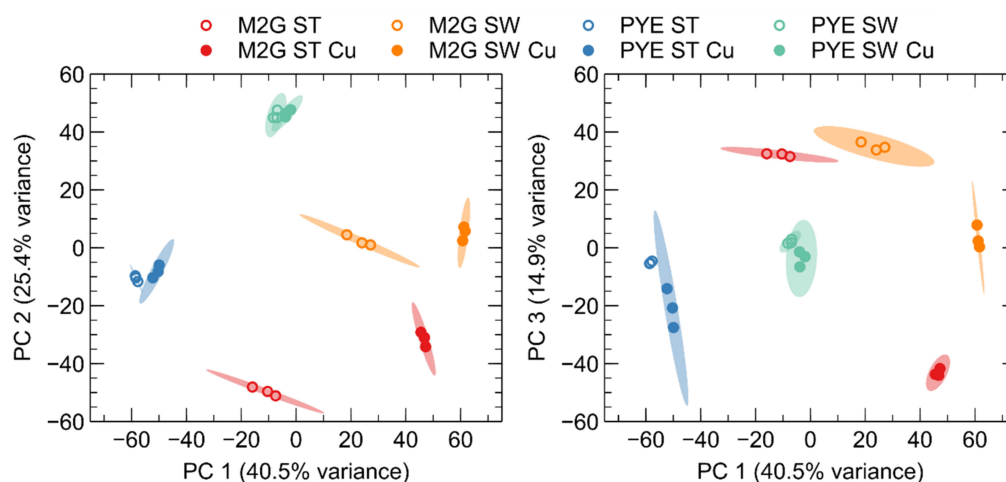 M2G ST M2G SW PYE ST PYE SW
M2G ST Cu M2G SW Cu PYE ST Cu PYE SW Cu
60
40
20
0
−20
−40
−60
PC 2 (25.4% variance)
−60 −40 −20 0 20 40 60
PC 1 (40.5% variance)
60
40
20
0
−20
−40
−60
PC 3 (14.9% variance)
−60 −40 −20 0 20 40 60
PC 1 (40.5% variance)